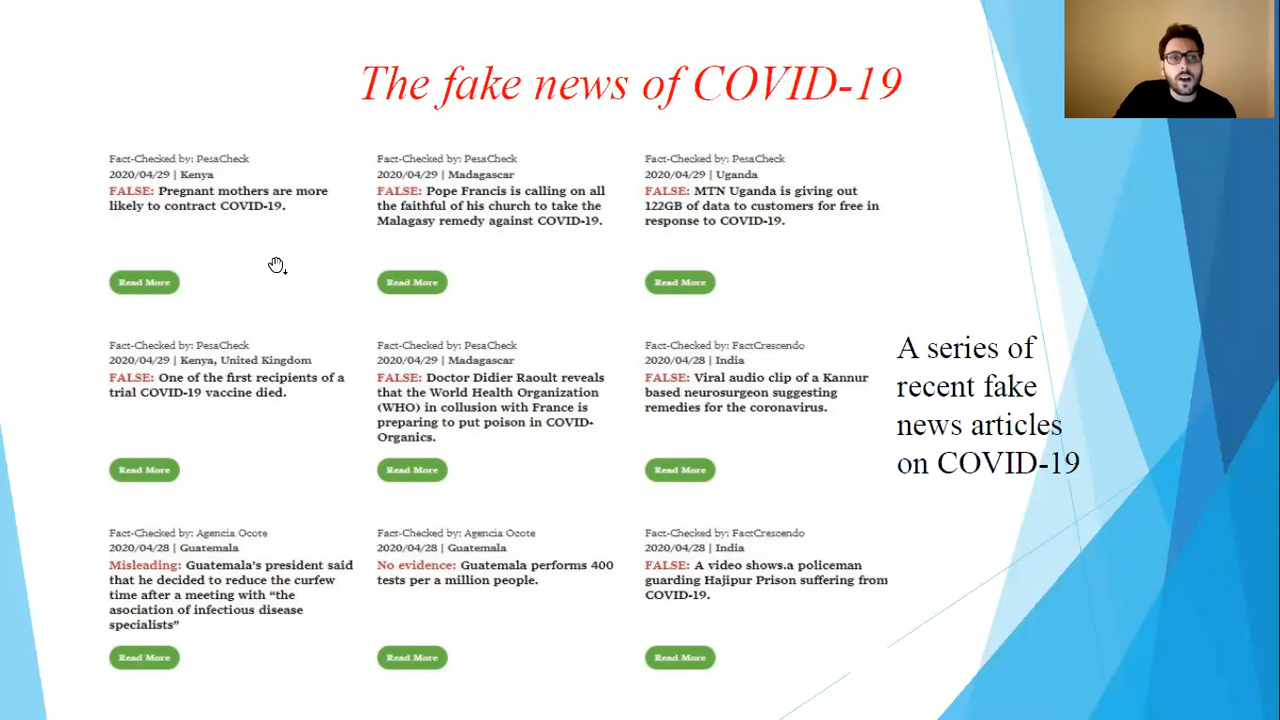 The fake news of COVID-19
Fact-Checked by: PesaCheck
2020/04/29 | Kenya
FALSE: Pregnant mothers are more
likely to contract COVID-19.
Read More
Fact-Checked by: PesaCheck
2020/04/29 | Madagascar
FALSE: Pope Francis is calling on all
the faithful of his church to take the
Malagasy remedy against COVID-19.
Read More
Fact-Checked by: PesaCheck
2020/04/29 | Uganda
FALSE: MTN Uganda is giving out
122GB of data to customers for free in
response to COVID-19.
Read More
Fact-Checked by: PesaCheck
2020/04/29 | Kenya, United Kingdom
FALSE: One of the first recipients of a
trial COVID-19 vaccine died.
Read More
Fact-Checked by: PesaCheck
2020/04/29 | Madagascar
FALSE: Doctor Didier Raoult reveals
that the World Health Organization
(WHO) in collusion with France is
preparing to put poison in COVID-
Organics.
Read More
Fact-Checked by: FactCrescendo
2020/04/28 | India
FALSE: Viral audio clip of a Kannur
based neurosurgeon suggesting
remedies for the coronavirus.
Read More
Fact-Checked by: Agencia Ocote
2020/04/28 | Guatemala
Misleading: Guatemala's president said
that he decided to reduce the curfew
time after a meeting with “the
asociation of infectious disease
specialists”
Read More
Fact-Checked by: Agencia Ocote
2020/04/28 | Guatemala
No evidence: Guatemala performs 400
tests per a million people.
Read More
Fact-Checked by: FactCrescendo
2020/04/28 | India
FALSE: A video shows.a policeman
guarding Hajipur Prison suffering from
COVID-19.
Read More
A series of
recent fake
news articles
on COVID-19